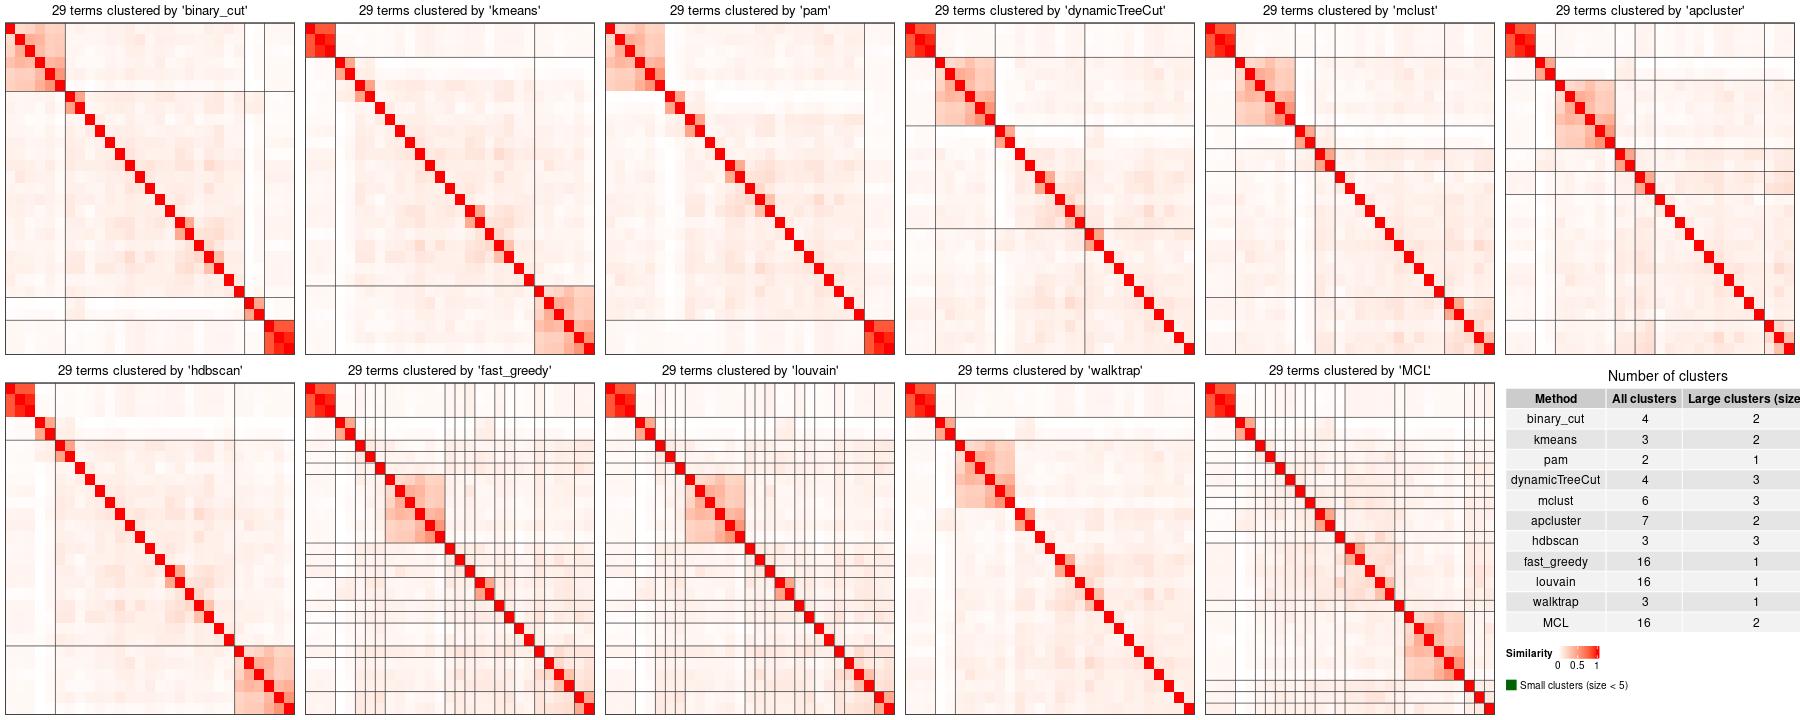 29 terms clustered by 'binary_cut'
29 terms clustered by 'kmeans'
29 terms clustered by 'pam'
29 terms clustered by 'dynamicTreeCut'
29 terms clustered by 'mclust'
29 terms clustered by 'apcluster'
29 terms clustered by 'hdbscan'
29 terms clustered by 'fast_greedy'
29 terms clustered by 'louvain'
29 terms clustered by 'walktrap'
29 terms clustered by 'MCL'
Number of clusters
Method All clusters Large clusters (size
binary_cut 4 2
kmeans 3 2
pam 2 1
dynamicTreeCut 4 3
mclust 6 3
apcluster 7 2
hdbscan 3 3
fast_greedy 16 1
louvain 16 1
walktrap 3 1
MCL 16 2
Similarity
0 0.5 1
Small clusters (size < 5)